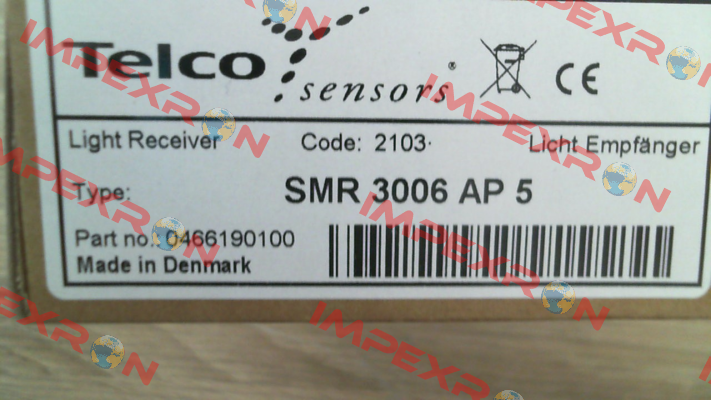 Telco
sensors®
CE
Light Receiver Code: 2103 Licht Empfänger
Type: SMR 3006 AP 5
Part no.: 0466190100
Made in Denmark
IMPEXRON
IMPEXRON
IMPEXRON
IMPEXRON
IMPEXRON
IMPEXRON